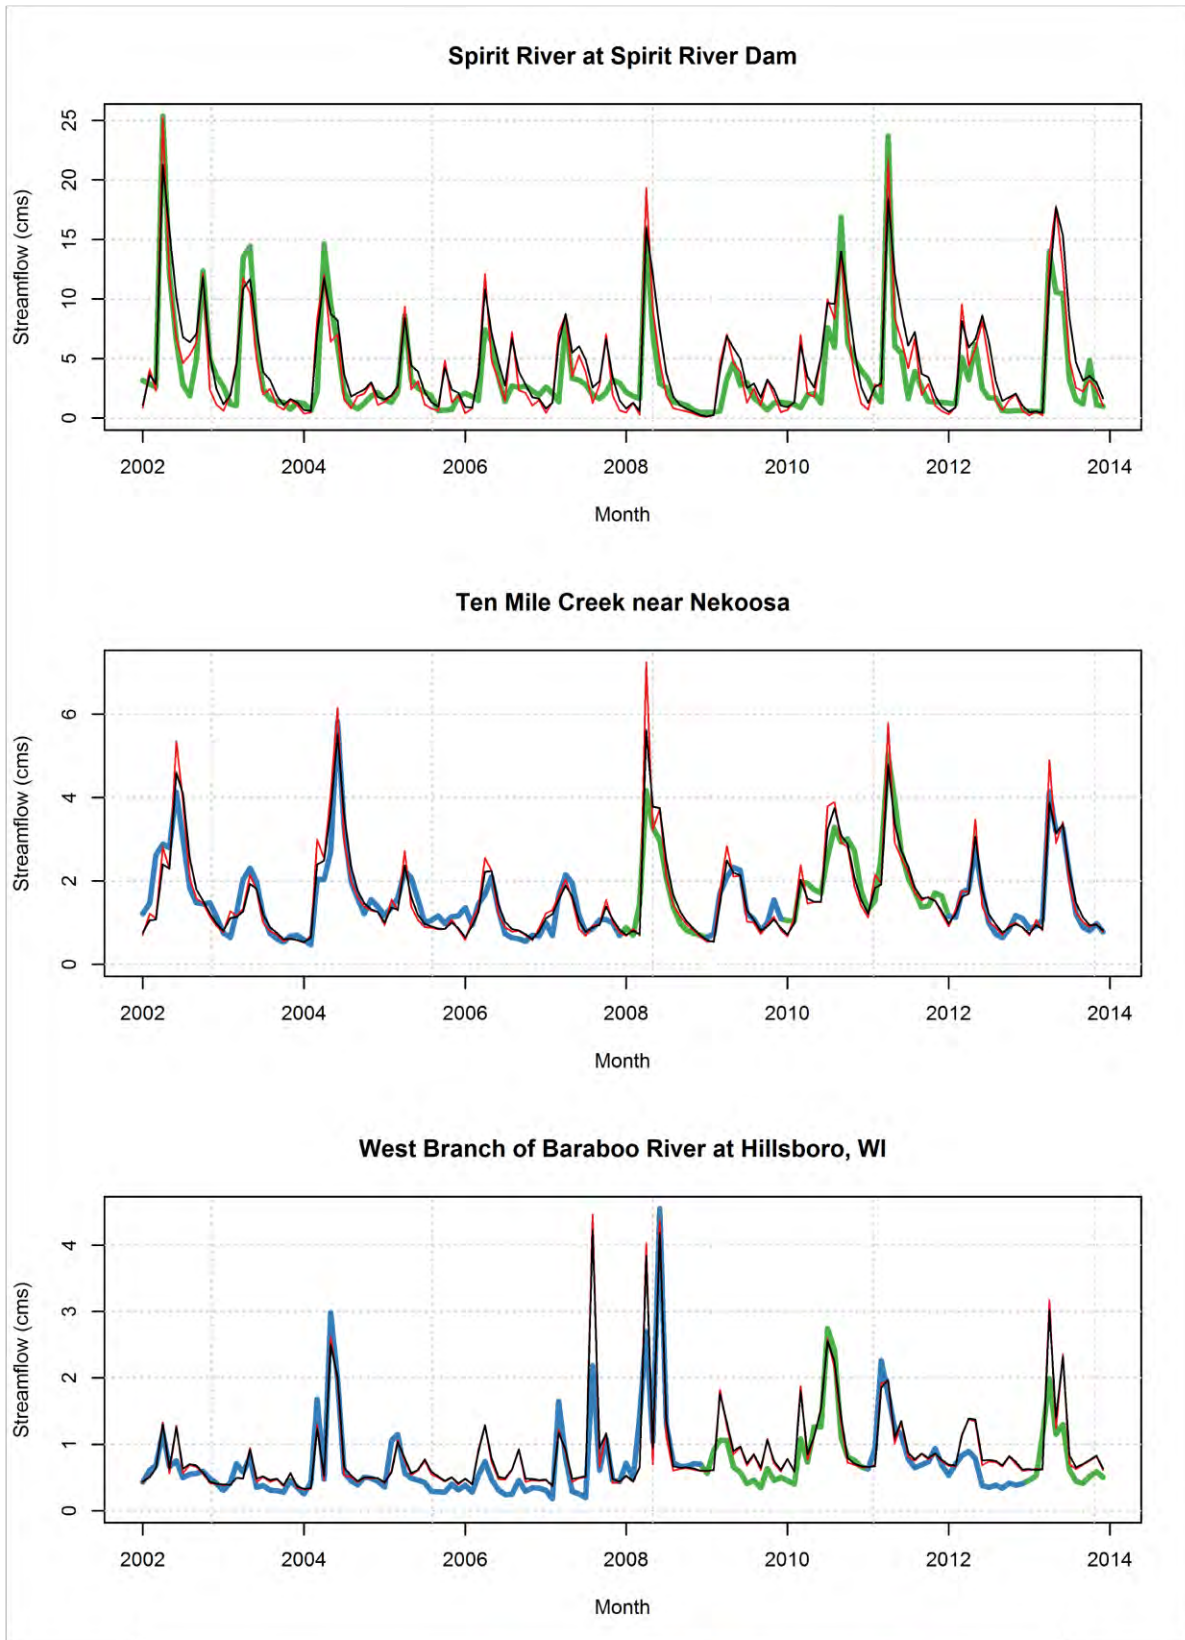 Spirit River at Spirit River Dam
25
20
15
10
5
0
Streamflow (cms)
2002 2004 2006 2008 2010 2012 2014
Month
Ten Mile Creek near Nekoosa
6
4
2
0
Streamflow (cms)
2002 2004 2006 2008 2010 2012 2014
Month
West Branch of Baraboo River at Hillsboro, WI
4
3
2
1
0
Streamflow (cms)
2002 2004 2006 2008 2010 2012 2014
Month